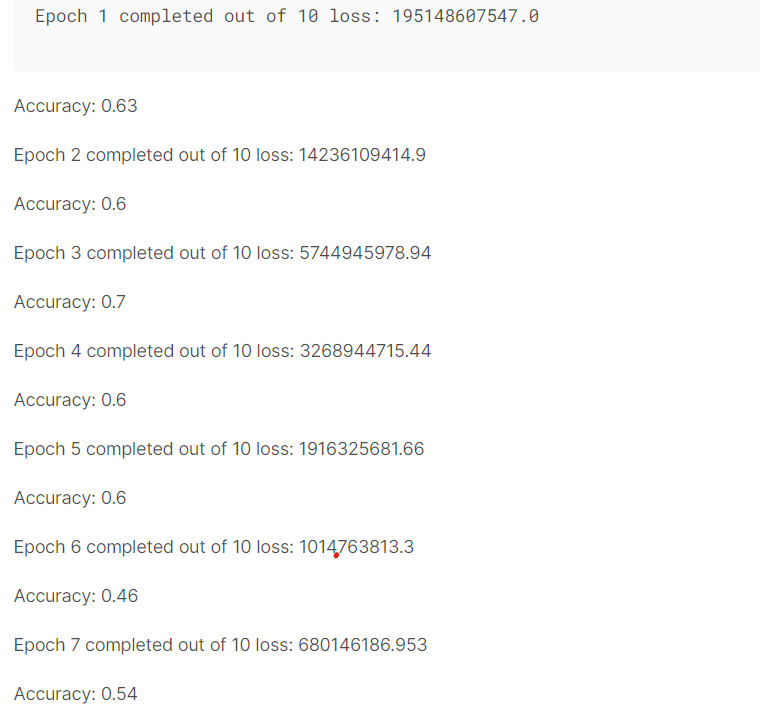 Epoch 1 completed out of 10 loss: 195148607547.0
Accuracy: 0.63
Epoch 2 completed out of 10 loss: 14236109414.9
Accuracy: 0.6
Epoch 3 completed out of 10 loss: 5744945978.94
Accuracy: 0.7
Epoch 4 completed out of 10 loss: 3268944715.44
Accuracy: 0.6
Epoch 5 completed out of 10 loss: 1916325681.66
Accuracy: 0.6
Epoch 6 completed out of 10 loss: 1014763813.3
Accuracy: 0.46
Epoch 7 completed out of 10 loss: 680146186.953
Accuracy: 0.54